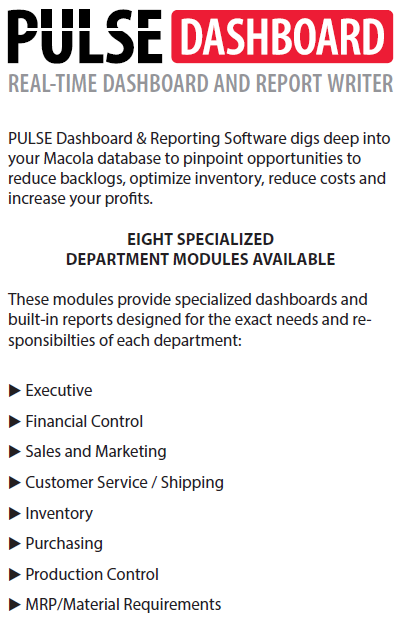 PULSE DASHBOARD
REAL-TIME DASHBOARD AND REPORT WRITER
PULSE Dashboard & Reporting Software digs deep into
your Macola database to pinpoint opportunities to
reduce backlogs, optimize inventory, reduce costs and
increase your profits.
EIGHT SPECIALIZED
DEPARTMENT MODULES AVAILABLE
These modules provide specialized dashboards and
built-in reports designed for the exact needs and re-
sponsibilties of each department:
▶ Executive
▶ Financial Control
▶ Sales and Marketing
▶ Customer Service / Shipping
▶ Inventory
▶ Purchasing
▶ Production Control
▶ MRP/Material Requirements